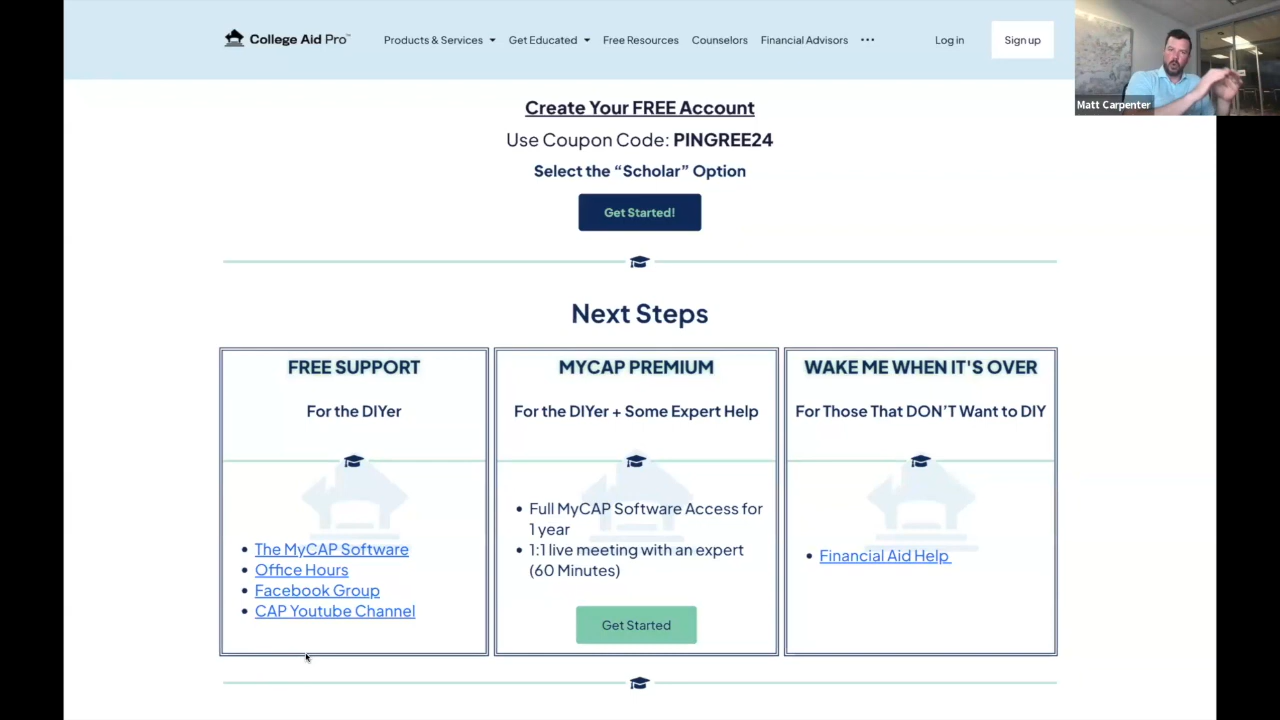 College Aid Pro™
Products & Services
Get Educated
Free Resources
Counselors
Financial Advisors
Log in
Sign up
Matt Carpenter
Create Your FREE Account
Use Coupon Code: PINGREE24
Select the “Scholar” Option
Get Started!
Next Steps
FREE SUPPORT
For the DIYer
The MyCAP Software
Office Hours
Facebook Group
CAP Youtube Channel
MYCAP PREMIUM
For the DIYer + Some Expert Help
Full MyCAP Software Access for
1 year
1:1 live meeting with an expert
(60 Minutes)
Get Started
WAKE ME WHEN IT'S OVER
For Those That DON’T Want to DIY
Financial Aid Help